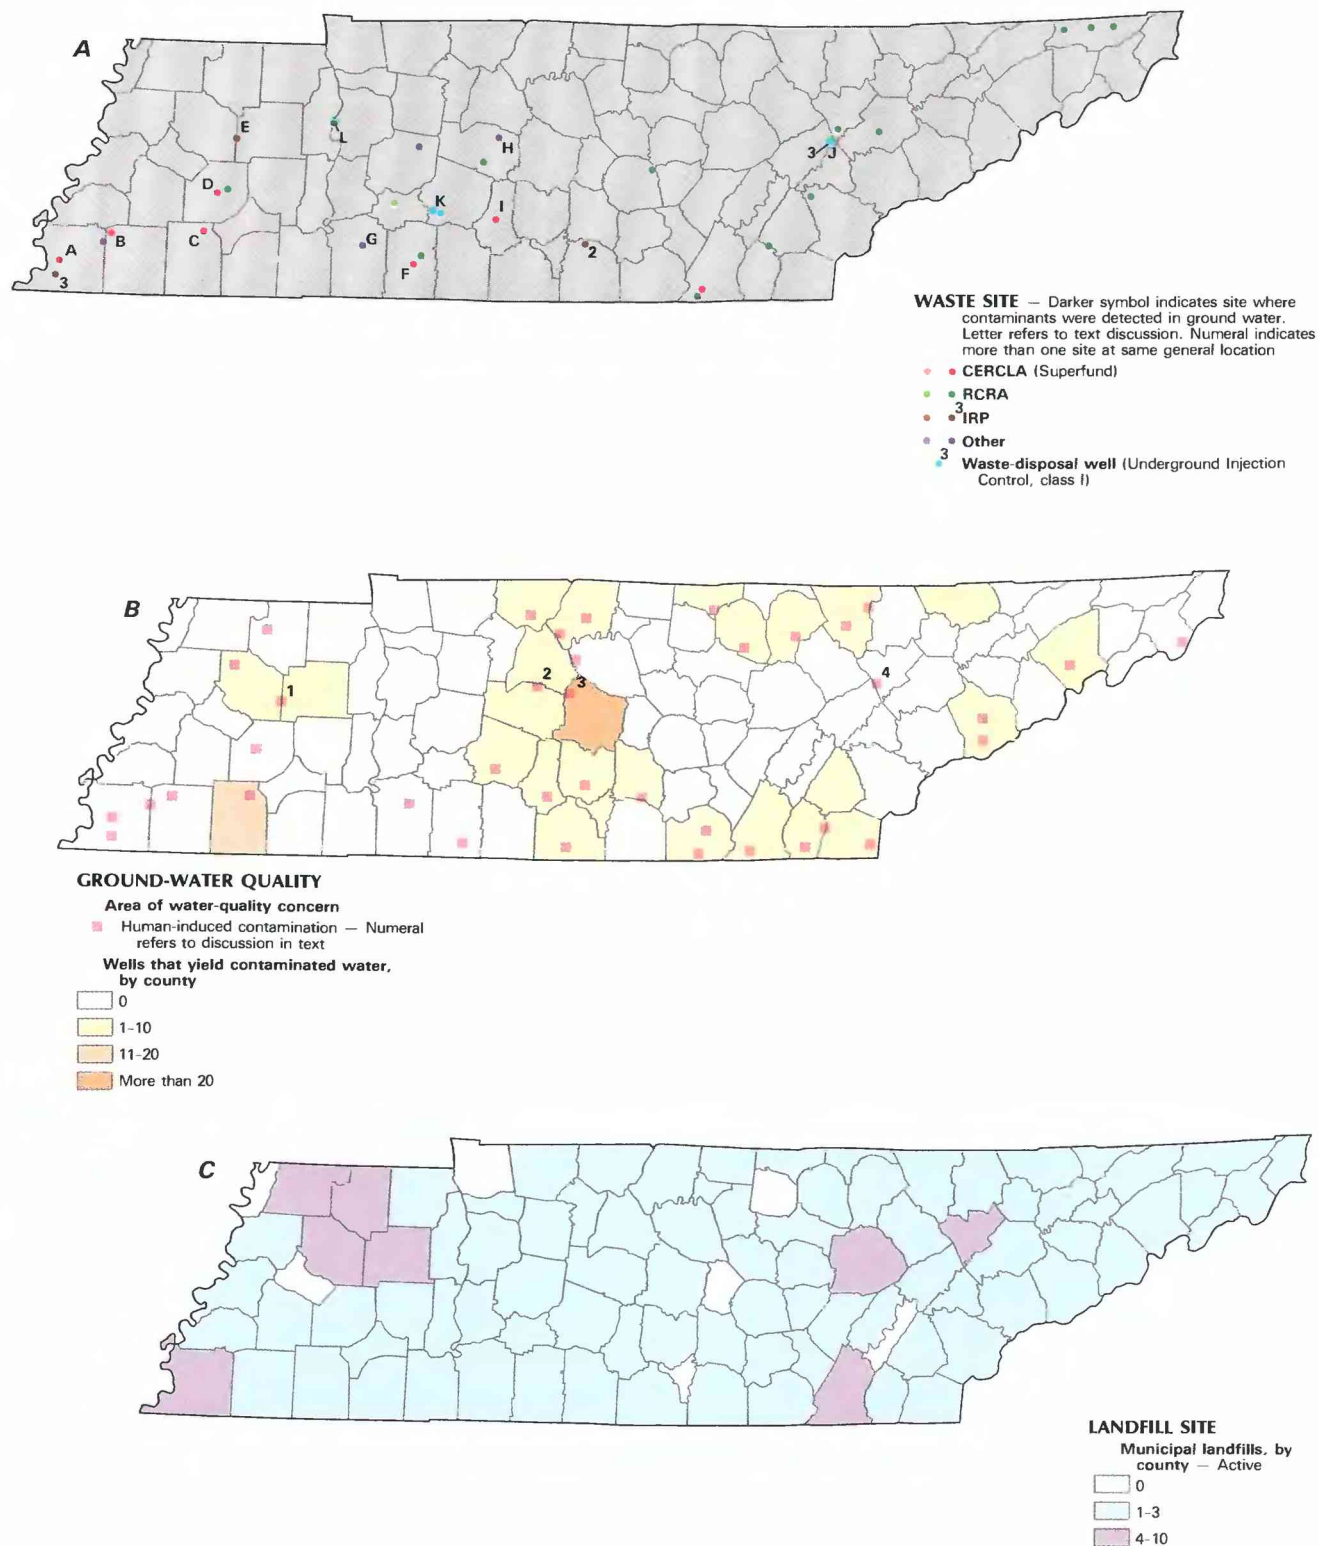 A
E
L
H
3 J
D
K
I
B
C
G
2
A
F
3
WASTE SITE — Darker symbol indicates site where
contaminants were detected in ground water.
Letter refers to text discussion. Numeral indicates
more than one site at same general location
CERCLA (Superfund)
RCRA
3
IRP
Other
3
Waste-disposal well (Underground Injection
Control, class I)
B
2
3
4
1
GROUND-WATER QUALITY
Area of water-quality concern
Human-induced contamination — Numeral
refers to discussion in text
Wells that yield contaminated water,
by county
0
1-10
11-20
More than 20
C
LANDFILL SITE
Municipal landfills, by
county — Active
0
1-3
4-10